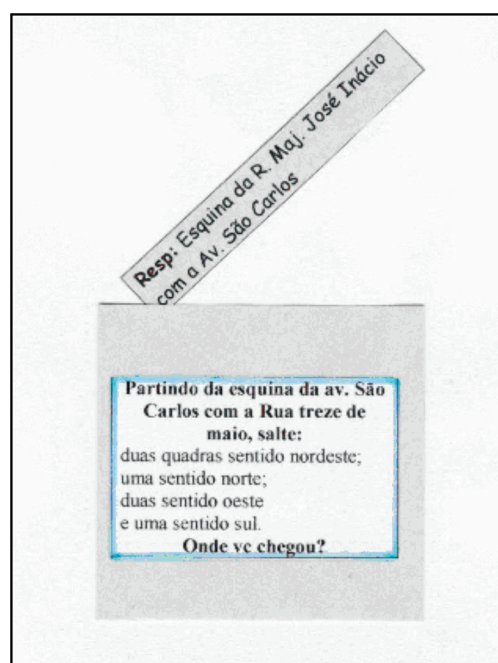 Resp: Esquina da R. Maj. José Inácio
com a Av. São Carlos
Partindo da esquina da av. São
Carlos com a Rua treze de
maio, salte:
duas quadras sentido nordeste;
uma sentido norte;
duas sentido oeste
e uma sentido sul.
Onde vc chegou?